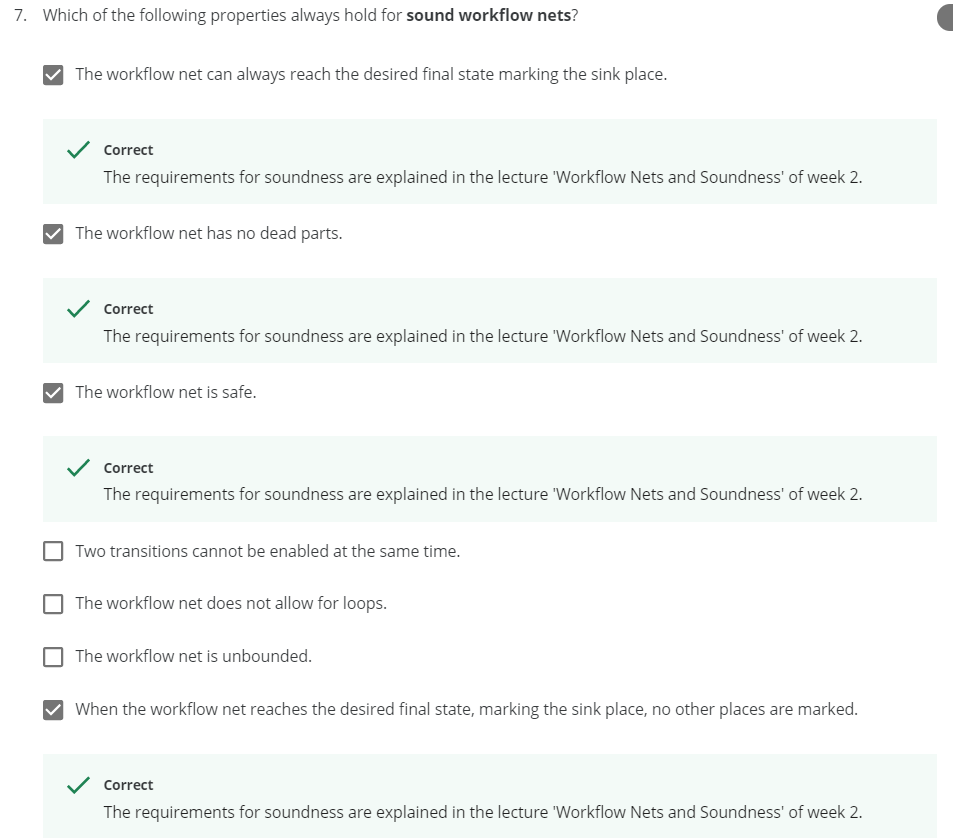 7. Which of the following properties always hold for sound workflow nets?
The workflow net can always reach the desired final state marking the sink place.
Correct
The requirements for soundness are explained in the lecture 'Workflow Nets and Soundness' of week 2.
The workflow net has no dead parts.
Correct
The requirements for soundness are explained in the lecture 'Workflow Nets and Soundness' of week 2.
The workflow net is safe.
Correct
The requirements for soundness are explained in the lecture 'Workflow Nets and Soundness' of week 2.
Two transitions cannot be enabled at the same time.
The workflow net does not allow for loops.
The workflow net is unbounded.
When the workflow net reaches the desired final state, marking the sink place, no other places are marked.
Correct
The requirements for soundness are explained in the lecture 'Workflow Nets and Soundness' of week 2.